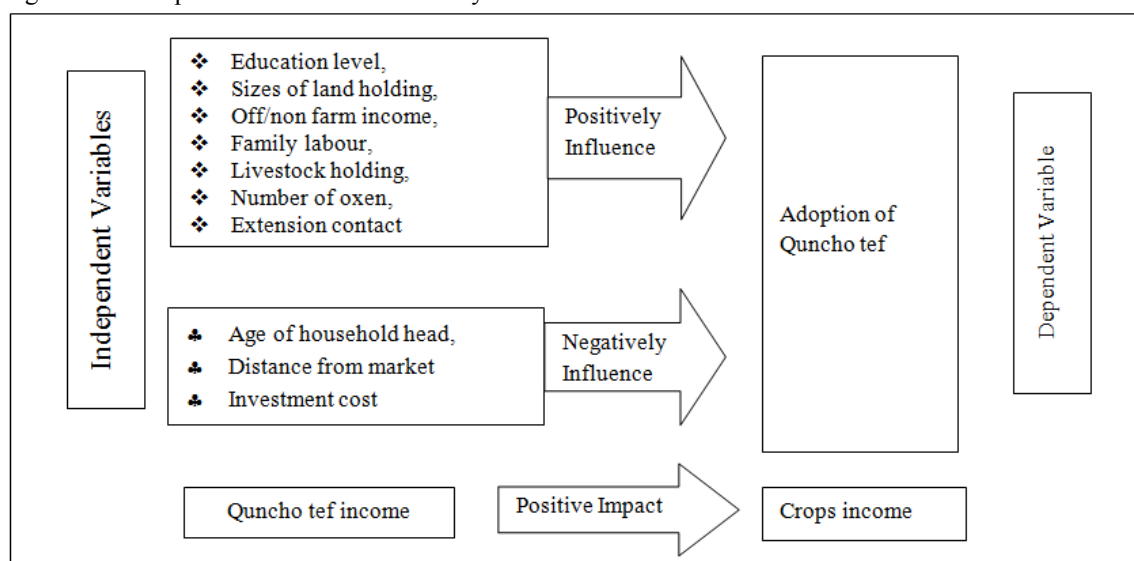 Independent Variables
❖ Education level,
❖ Sizes of land holding,
❖ Off/non farm income,
❖ Family labour,
❖ Livestock holding,
❖ Number of oxen,
❖ Extension contact
Positively
Influence
Adoption of
Quncho tef
Dependent Variable
♣ Age of household head,
♣ Distance from market
♣ Investment cost
Negatively
Influence
Quncho tef income
Positive Impact
Crops income